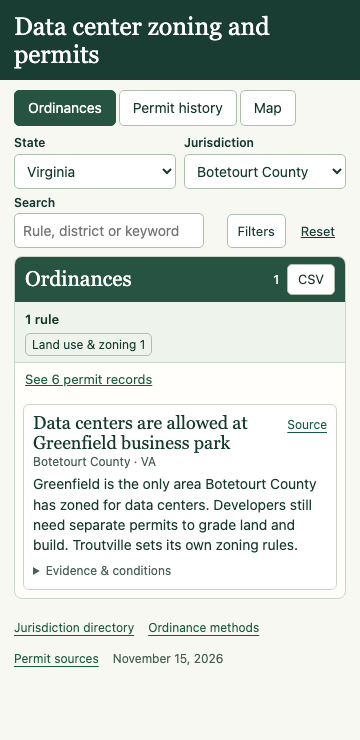 Data center zoning and
permits
Ordinances Permit history Map
State Jurisdiction
Virginia Botetourt County
Search
Rule, district or keyword Filters Reset
Ordinances 1 CSV
1 rule
Land use & zoning 1
See 6 permit records
Data centers are allowed at Source
Greenfield business park
Botetourt County · VA
Greenfield is the only area Botetourt County
has zoned for data centers. Developers still
need separate permits to grade land and
build. Troutville sets its own zoning rules.
Evidence & conditions
Jurisdiction directory Ordinance methods
Permit sources November 15, 2026